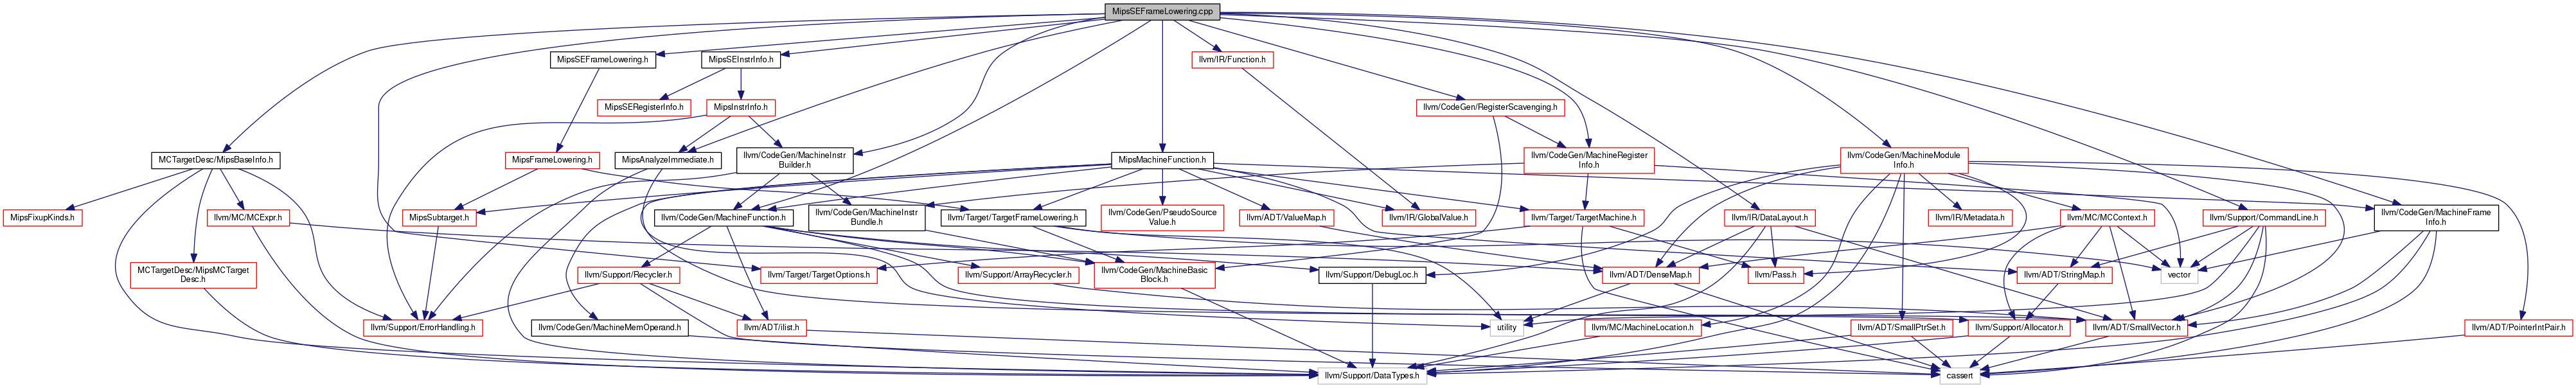 MipsSEFrameLowering.cpp
MipsSEFrameLowering.h
MipsSEInstrInfo.h
llvm/IR/Function.h
MipsSERegisterInfo.h
MipsInstrInfo.h
llvm/CodeGen/RegisterScavenging.h
MCTargetDesc/MipsBaseInfo.h
MipsFrameLowering.h
MipsAnalyzeImmediate.h
llvm/CodeGen/MachineInstr
Builder.h
MipsMachineFunction.h
llvm/CodeGen/MachineRegister
Info.h
llvm/CodeGen/MachineModule
Info.h
MipsFixupKinds.h
llvm/MC/MCExpr.h
MipsSubtarget.h
llvm/CodeGen/MachineFunction.h
llvm/CodeGen/MachineInstr
Bundle.h
llvm/Target/TargetFrameLowering.h
llvm/CodeGen/PseudoSource
Value.h
llvm/ADT/ValueMap.h
llvm/IR/GlobalValue.h
llvm/Target/TargetMachine.h
llvm/IR/DataLayout.h
llvm/IR/Metadata.h
llvm/MC/MCContext.h
llvm/Support/CommandLine.h
llvm/CodeGen/MachineFrame
Info.h
MCTargetDesc/MipsMCTarget
Desc.h
llvm/Support/Recycler.h
llvm/Target/TargetOptions.h
llvm/Support/ArrayRecycler.h
llvm/CodeGen/MachineBasic
Block.h
llvm/Support/DebugLoc.h
llvm/ADT/DenseMap.h
llvm/Pass.h
llvm/ADT/StringMap.h
vector
llvm/Support/ErrorHandling.h
llvm/CodeGen/MachineMemOperand.h
llvm/ADT/ilist.h
utility
llvm/MC/MachineLocation.h
llvm/ADT/SmallPtrSet.h
llvm/Support/Allocator.h
llvm/ADT/SmallVector.h
llvm/ADT/PointerIntPair.h
llvm/Support/DataTypes.h
cassert